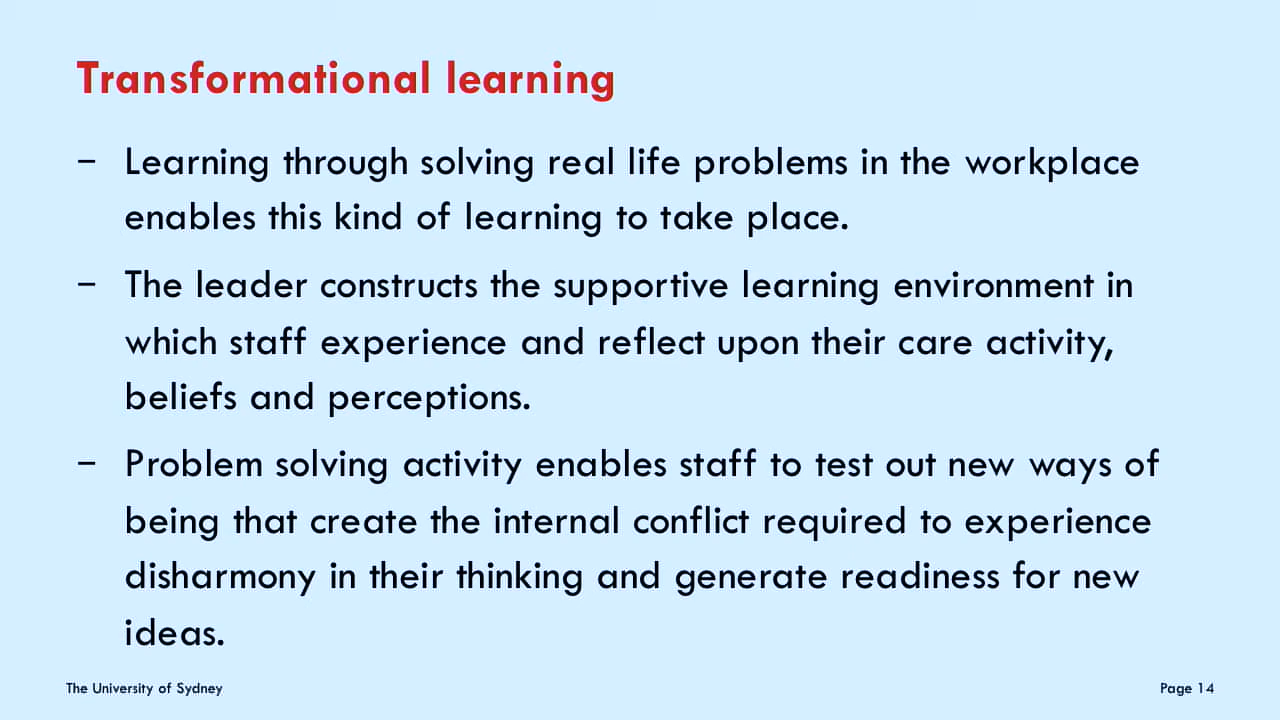 Transformational learning
– Learning through solving real life problems in the workplace
enables this kind of learning to take place.
– The leader constructs the supportive learning environment in
which staff experience and reflect upon their care activity,
beliefs and perceptions.
– Problem solving activity enables staff to test out new ways of
being that create the internal conflict required to experience
disharmony in their thinking and generate readiness for new
ideas.
The University of Sydney
Page 14